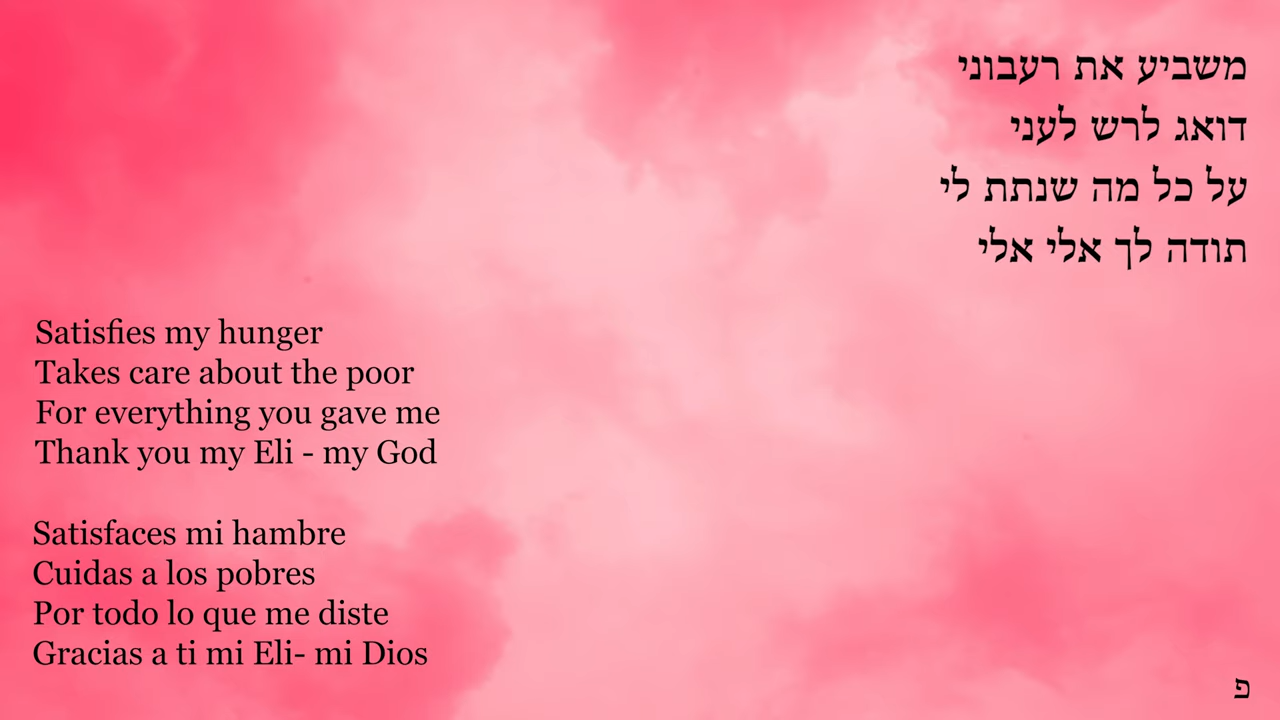 משביע את רעבוני
דואג לרש לעני
על כל מה שנתת לי
תודה לך אלי אלי
Satisfies my hunger
Takes care about the poor
For everything you gave me
Thank you my Eli - my God
Satisfaces mi hambre
Cuidas a los pobres
Por todo lo que me diste
Gracias a ti mi Eli- mi Dios
פ